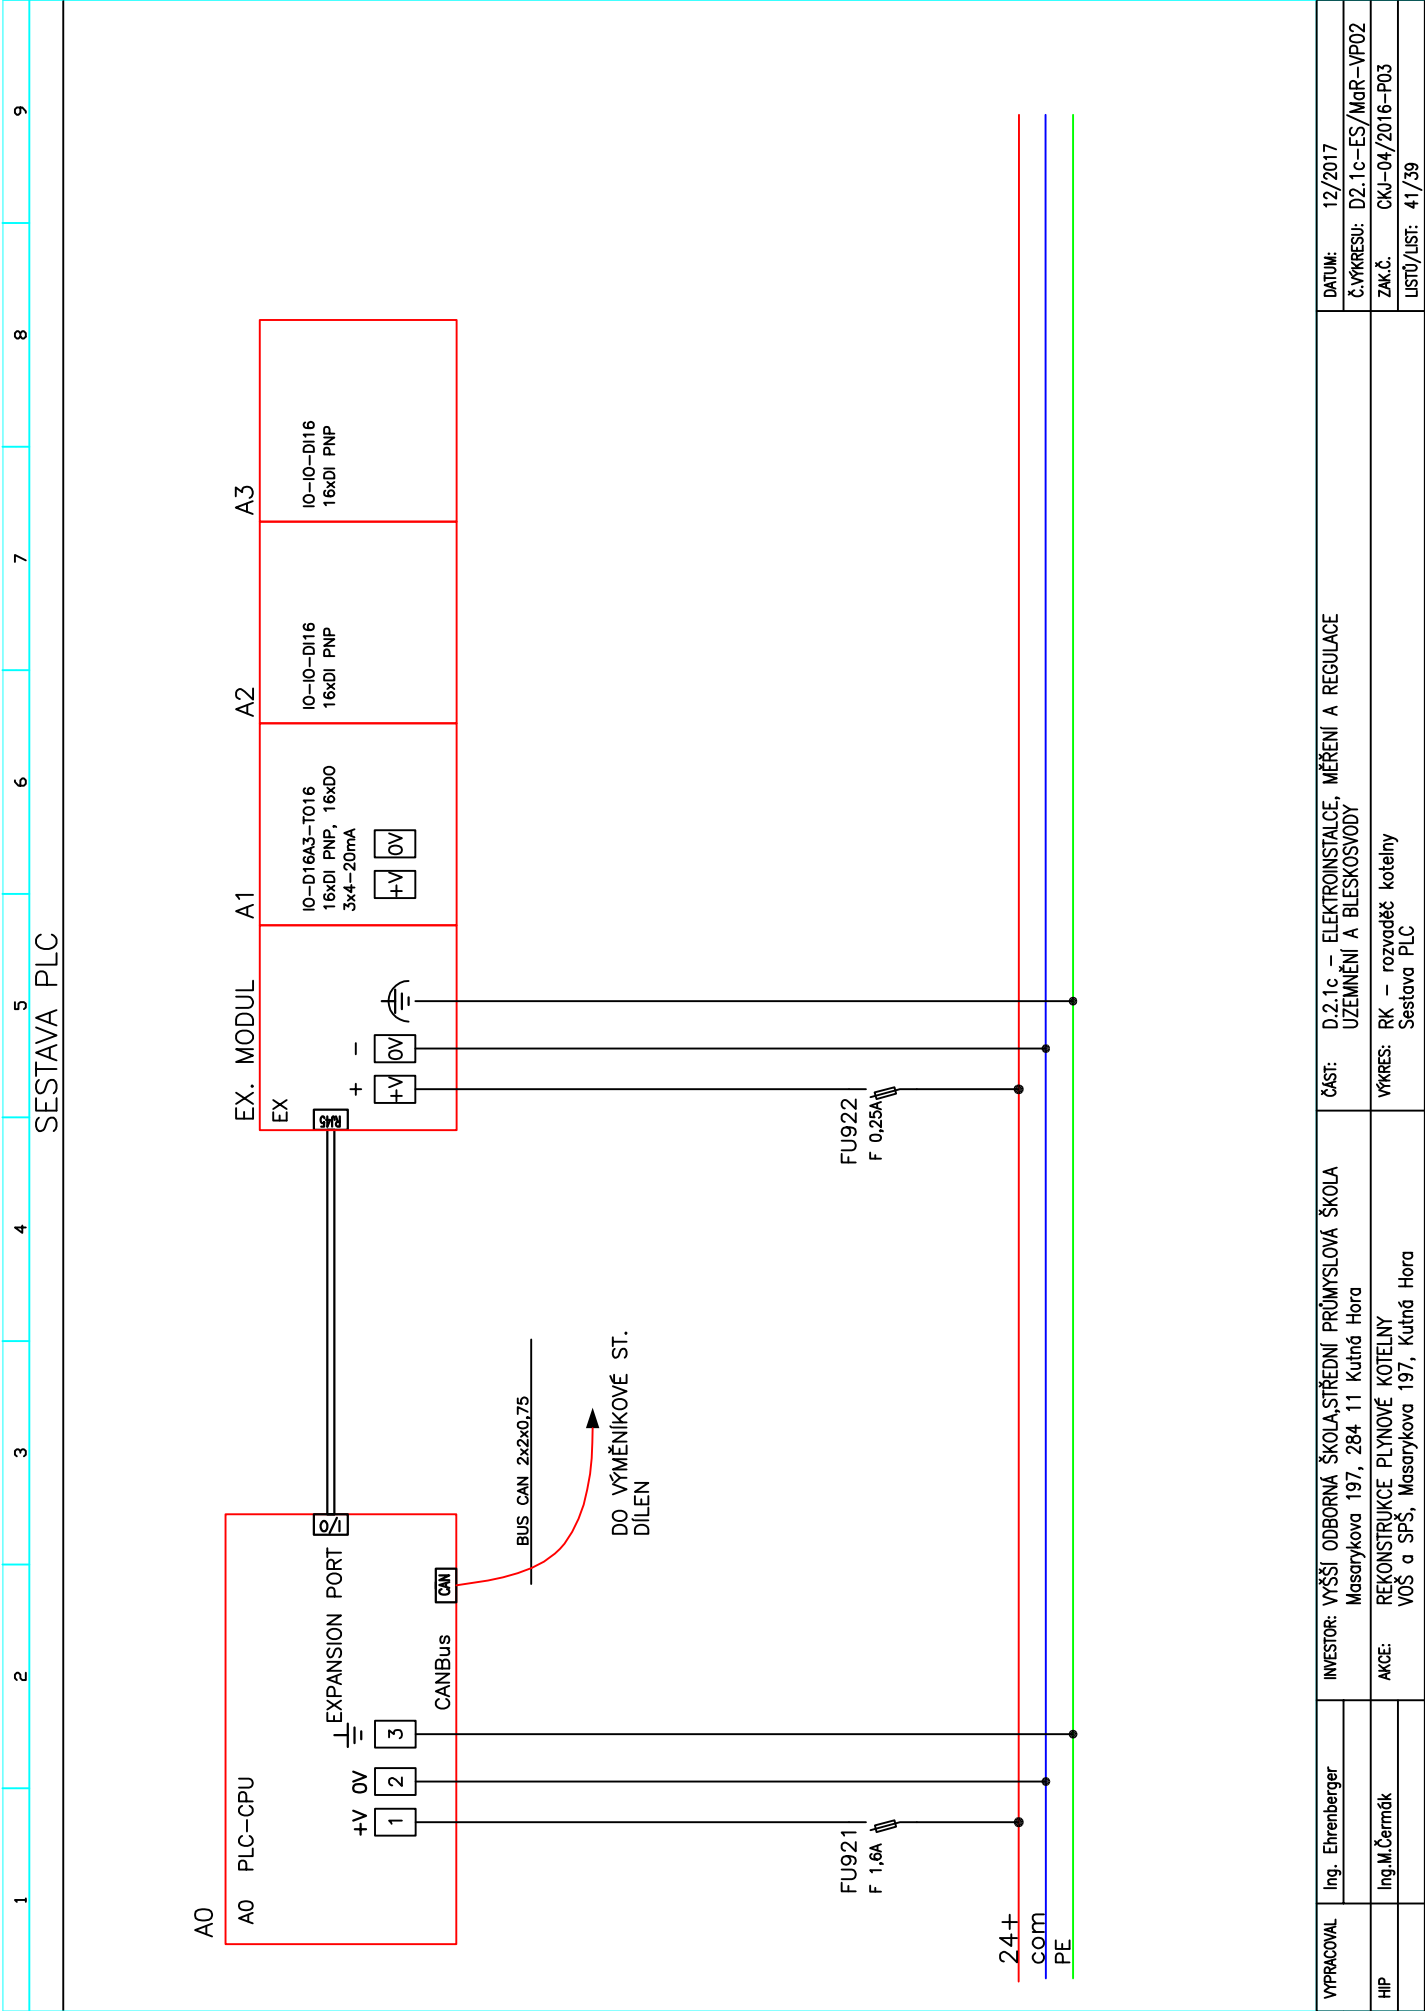 1 2 3 4 5 6 7 8 9
SESTAVA PLC
A0
A0 PLC-CPU
EXPANSION PORT
I/O
+V 0V
1 2 3
CANBus
CAN
BUS CAN 2x2x0,75
DO VÝMĚNÍKOVÉ ST.
DÍLEN
EX. MODUL
EX
RJ45
+ -
+V 0V
A1
IO-D16A3-TO16
16xDI PNP, 16xDO
3x4-20mA
+V 0V
A2
IO-IO-DI16
16xDI PNP
A3
IO-IO-DI16
16xDI PNP
FU921
F 1,6A
FU922
F 0,25A
24+
com
PE
VYPRACOVAL Ing. Ehrenberger
HIP Ing.M.Čermák
INVESTOR: VYŠŠÍ ODBORNÁ ŠKOLA,STŘEDNÍ PRŮMYSLOVÁ ŠKOLA
Masarykova 197, 284 11 Kutná Hora
AKCE: REKONSTRUKCE PLYNOVÉ KOTELNY
VOŠ a SPŠ, Masarykova 197, Kutná Hora
ČÁST: D.2.1c - ELEKTROINSTALCE, MĚŘENÍ A REGULACE
UZEMNĚNÍ A BLESKOSVODY
VÝKRES: RK - rozvaděč kotelny
Sestava PLC
DATUM: 12/2017
Č.VÝKRESU: D2.1c-ES/MaR-VP02
ZAK.Č. CKJ-04/2016-P03
LISTŮ/LIST: 41/39